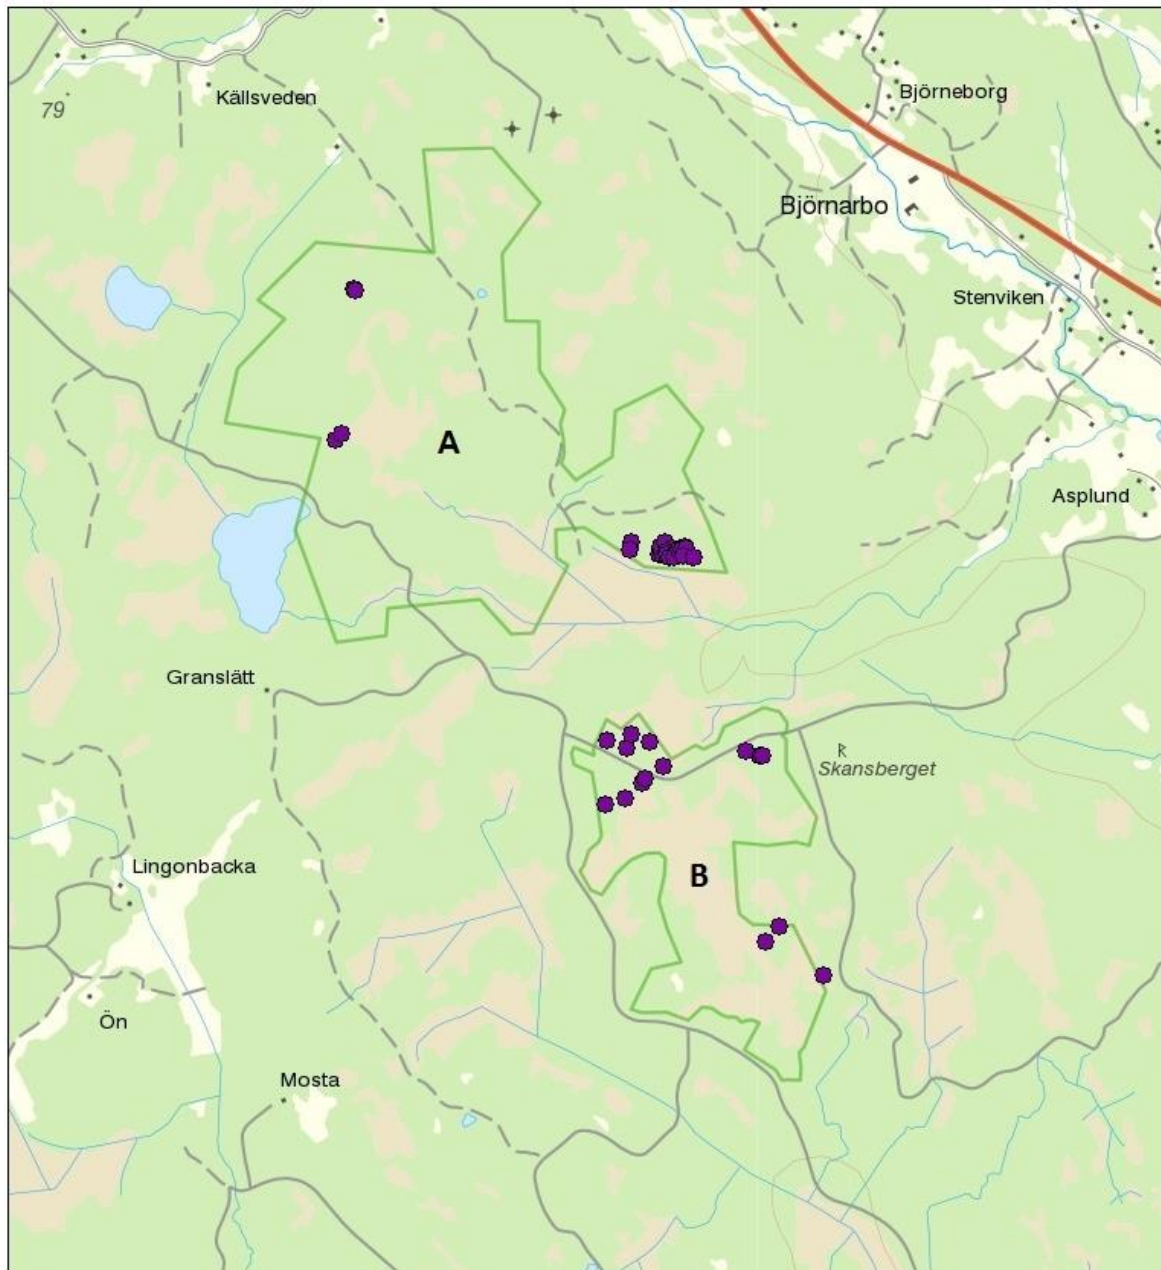 Källsveden
Björneborg
79
Björnarbo
Stenviken
A
Asplund
Granslätt
Skansberget
Lingonbacka
B
Ön
Mosta